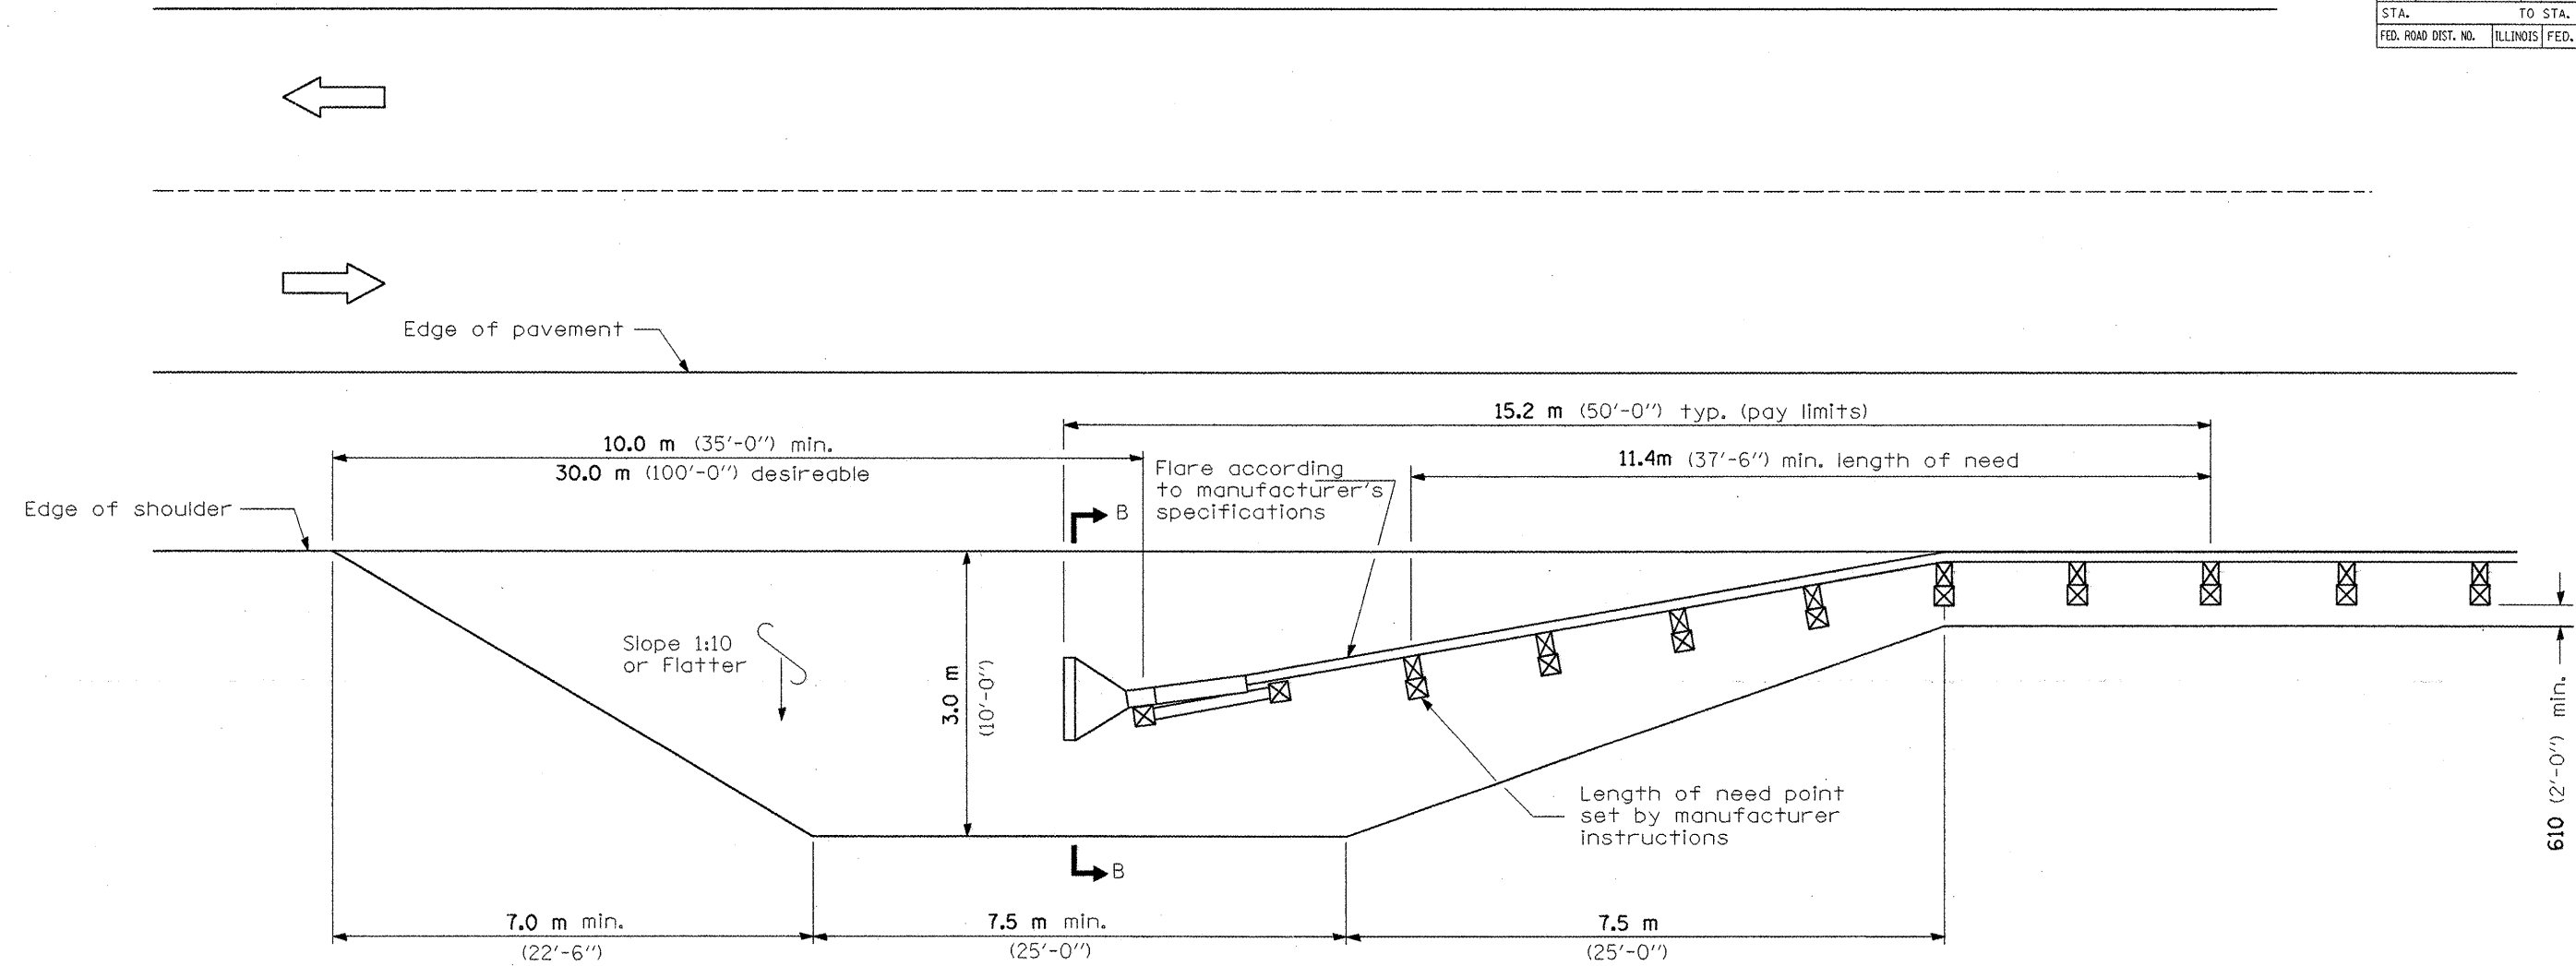 STA. TO STA.
FED. ROAD DIST. NO. ILLINOIS FED.
Edge of pavement
15.2 m (50'-0") typ. (pay limits)
10.0 m (35'-0") min.
30.0 m (100'-0") desireable
Flare according
to manufacturer's
specifications
11.4m (37'-6") min. length of need
Edge of shoulder
B
Slope 1:10
or Flatter
3.0 m
(10'-0")
Length of need point
set by manufacturer
instructions
610 (2'-0") min.
B
7.0 m min.
(22'-6")
7.5 m min.
(25'-0")
7.5 m
(25'-0")